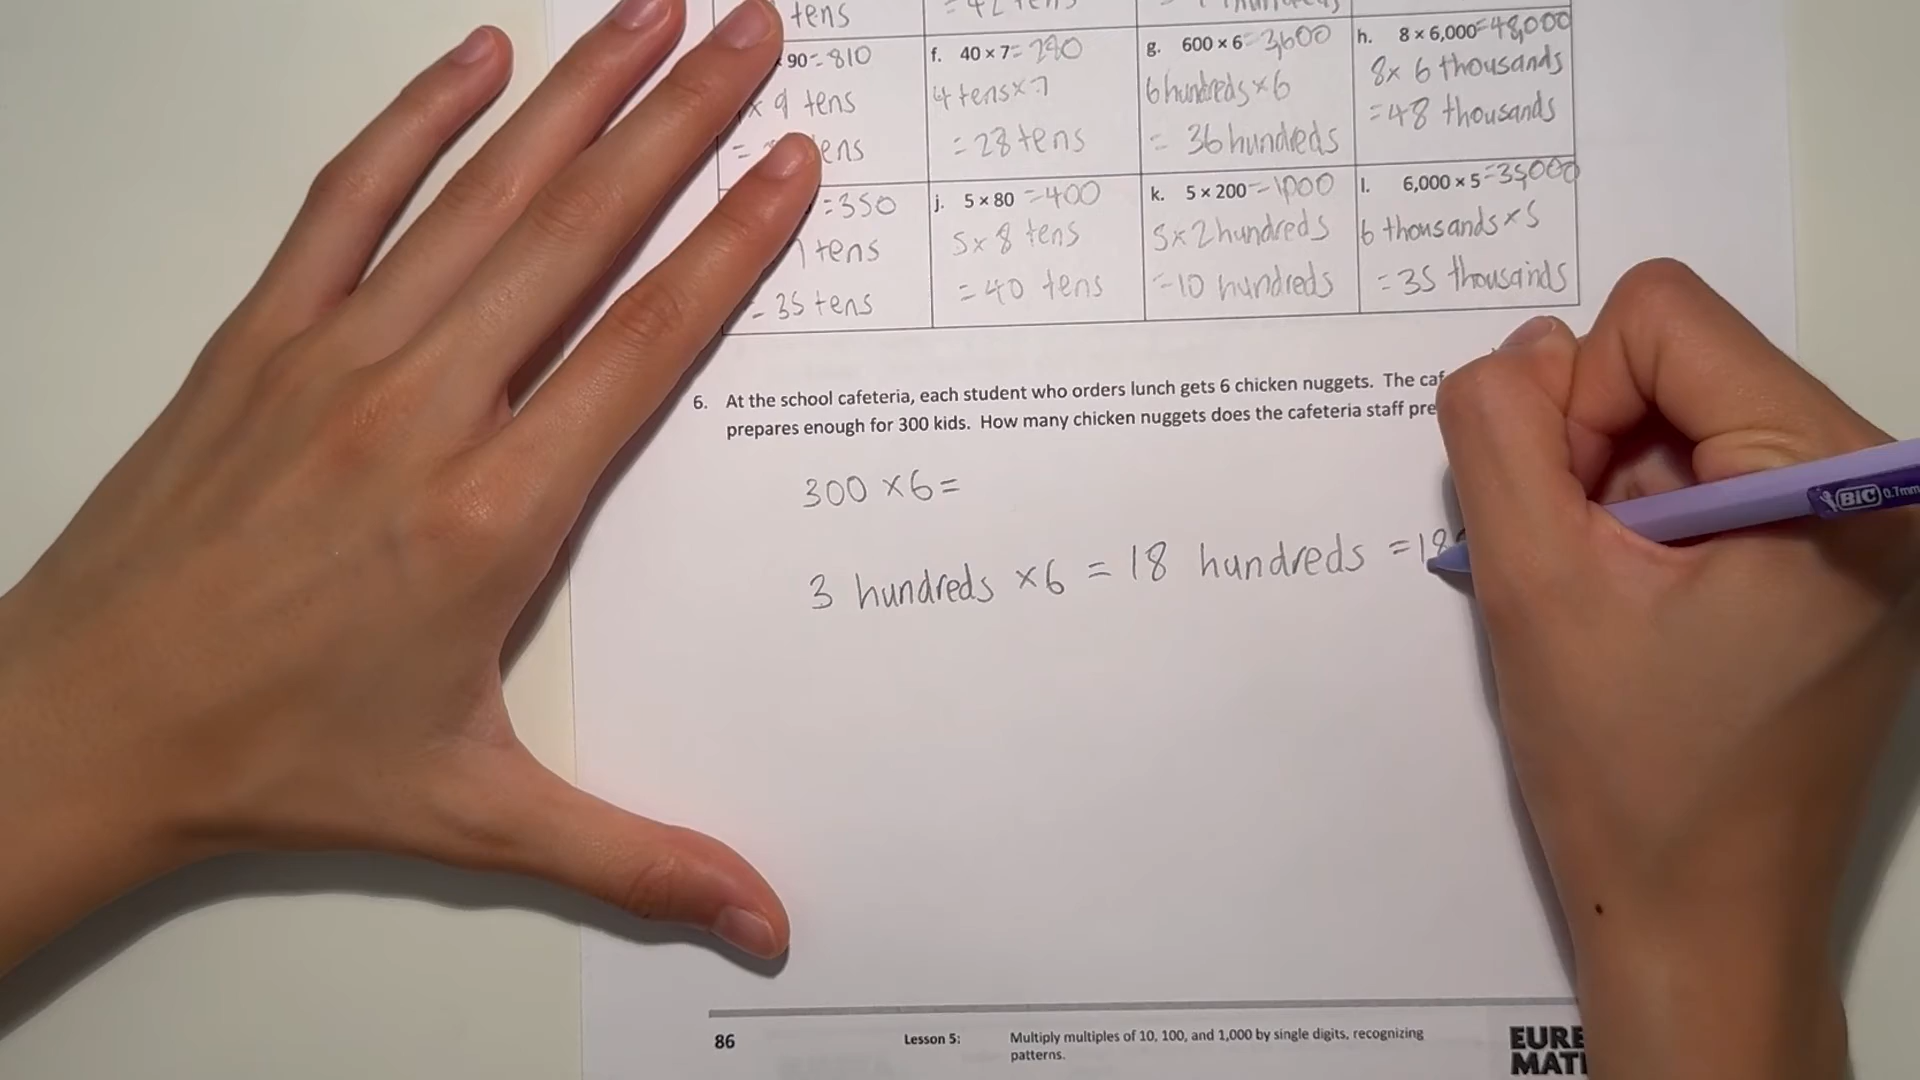 tens
90=810
f. 40 × 7=280
g. 600 × 6=3,600
h. 8 × 6,000=48,000
× 9 tens
4 tens×7
6 hundreds×6
8× 6 thousands
= tens
=28 tens
= 36 hundreds
=48 thousands
=350
j. 5 × 80 =400
k. 5 × 200=1,000
l. 6,000 × 5=35,000
tens
5× 8 tens
5×2 hundreds
6 thousands×5
= 35 tens
= 40 tens
=10 hundreds
=35 thousands
6. At the school cafeteria, each student who orders lunch gets 6 chicken nuggets. The caf
prepares enough for 300 kids. How many chicken nuggets does the cafeteria staff pre
300 ×6=
3 hundreds ×6 = 18 hundreds =18
BIC 0.7mm
86 Lesson 5: Multiply multiples of 10, 100, and 1,000 by single digits, recognizing
patterns.
EURE
MAT